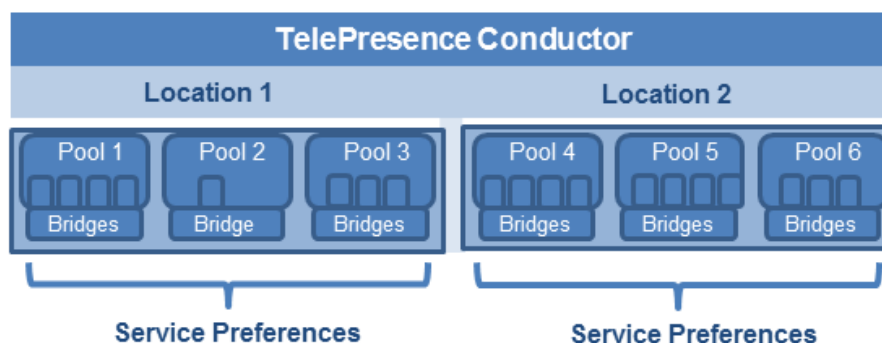 TelePresence Conductor
Location 1 Location 2
Pool 1 Pool 2 Pool 3 Pool 4 Pool 5 Pool 6
Bridges Bridge Bridges Bridges Bridges Bridges
Service Preferences Service Preferences